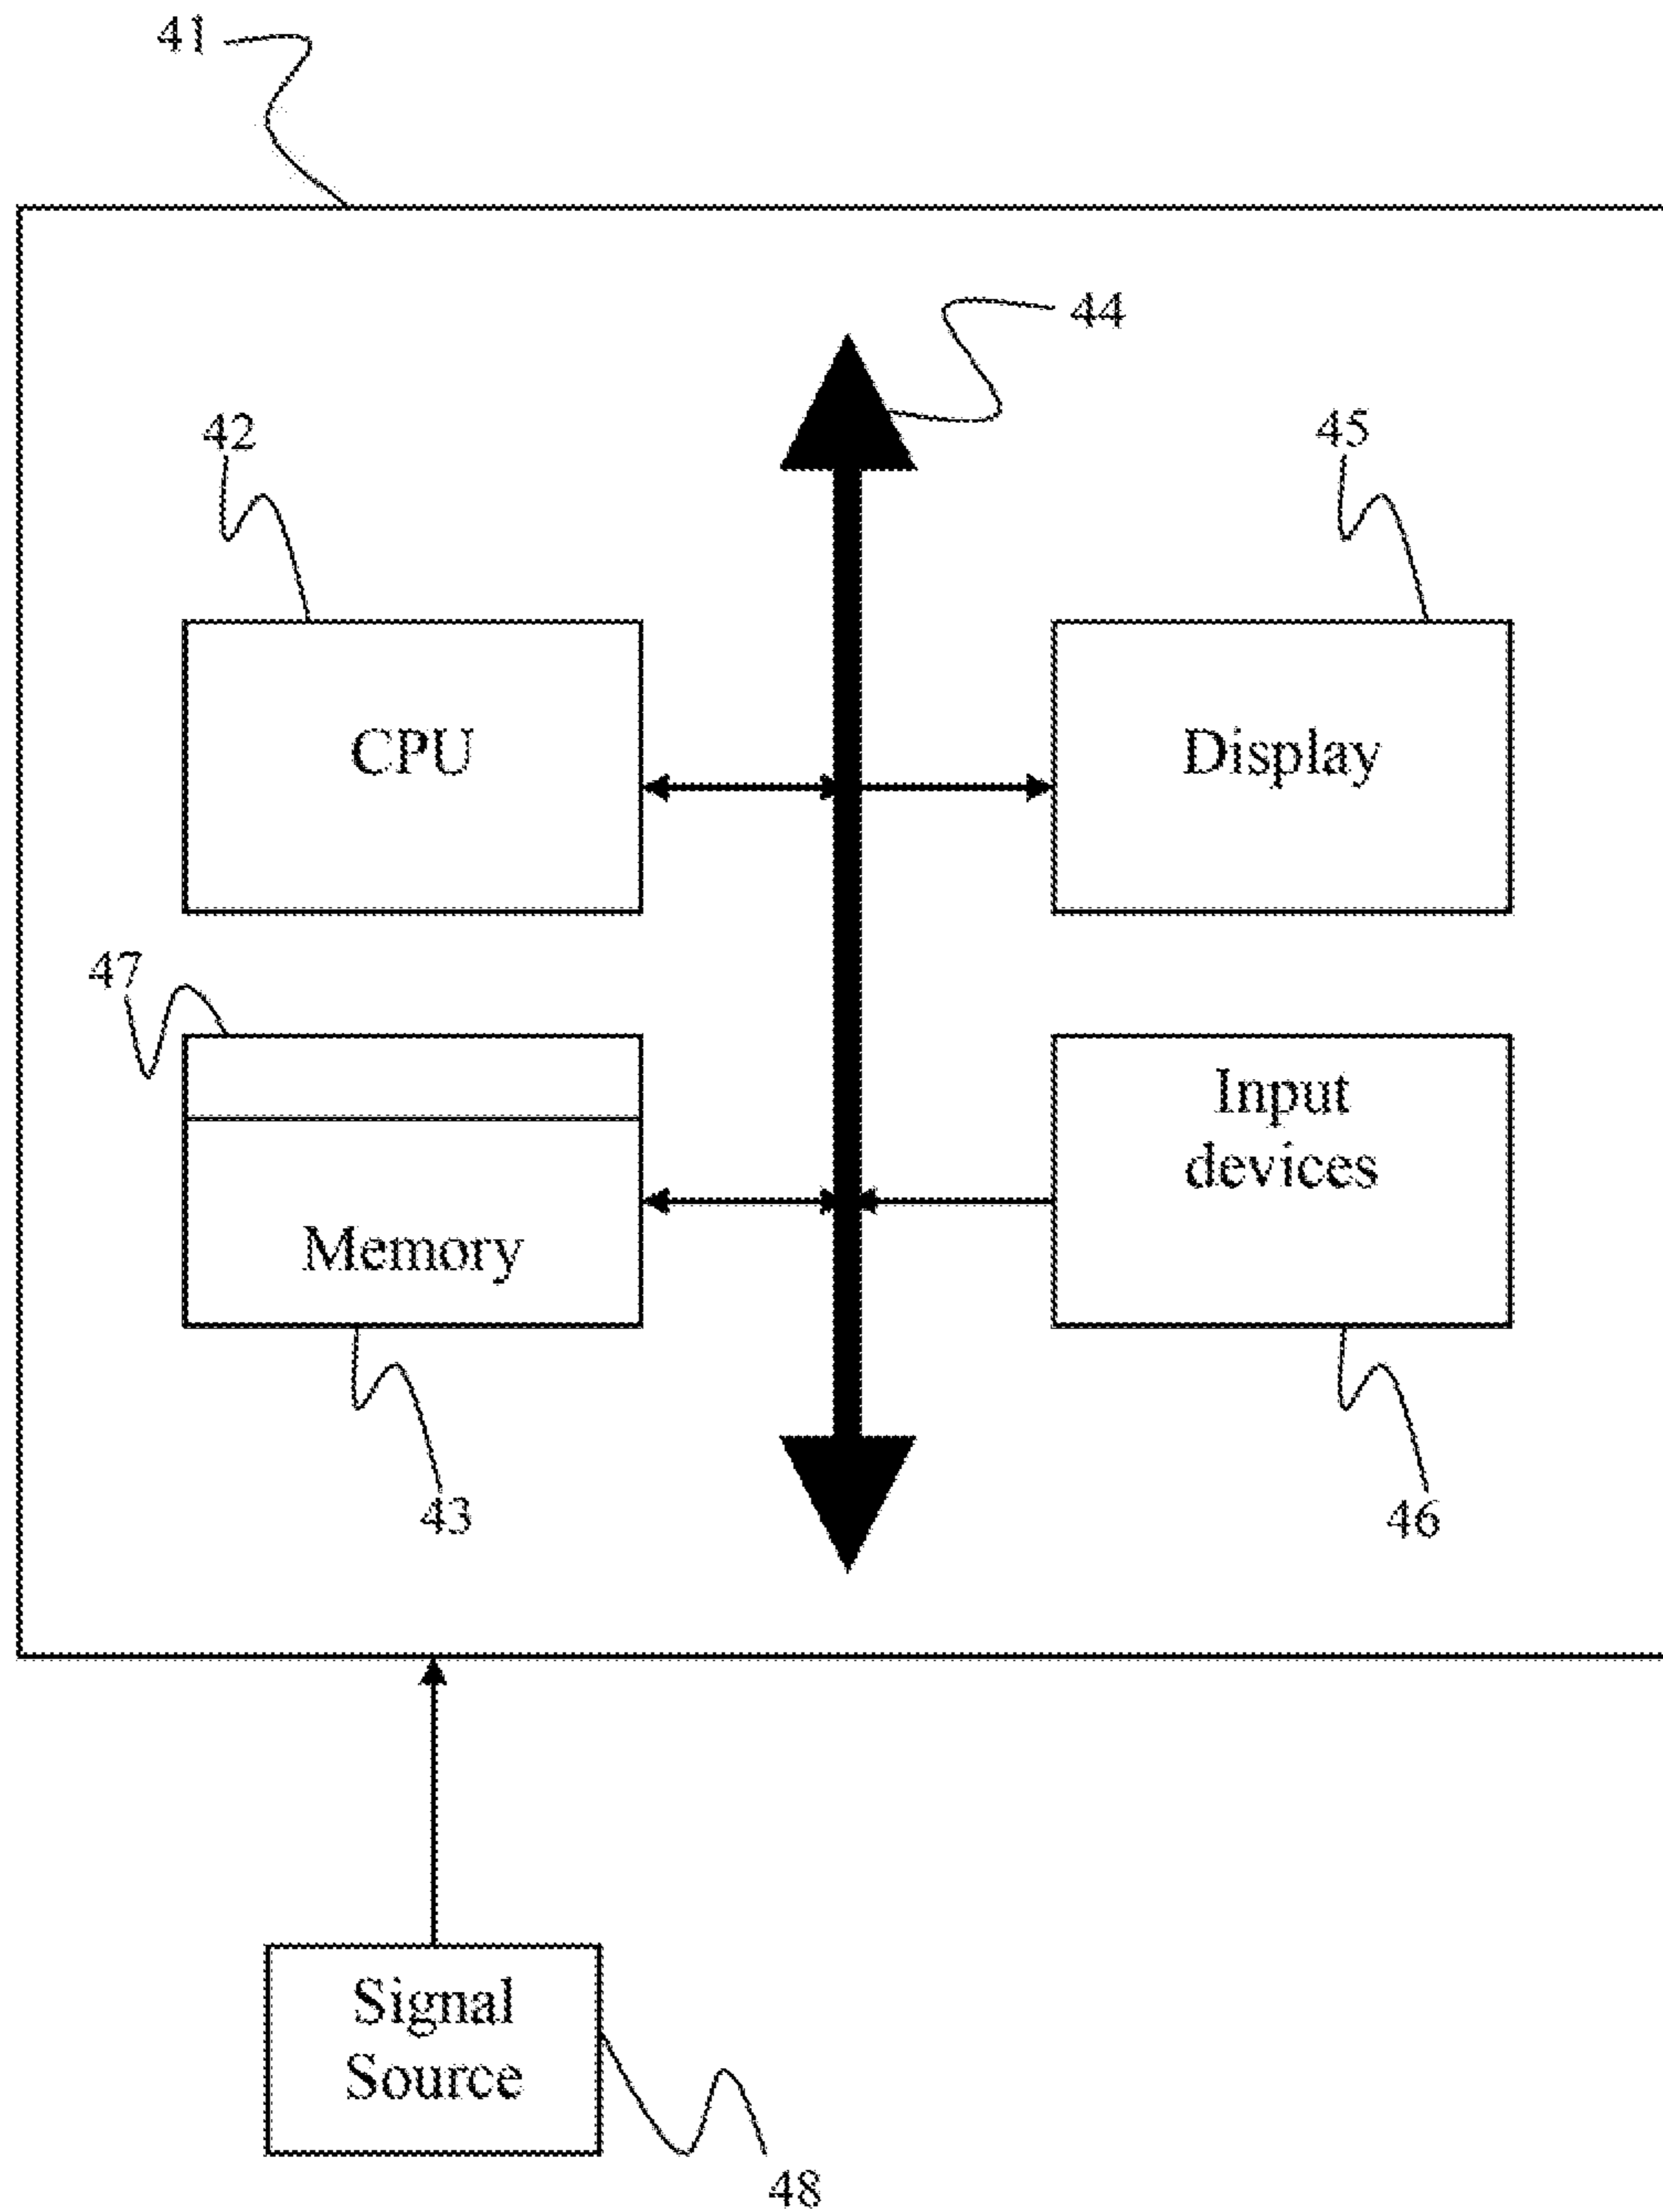 41
44
42
45
CPU
Display
47
Input
devices
Memory
43
46
Signal
Source
48